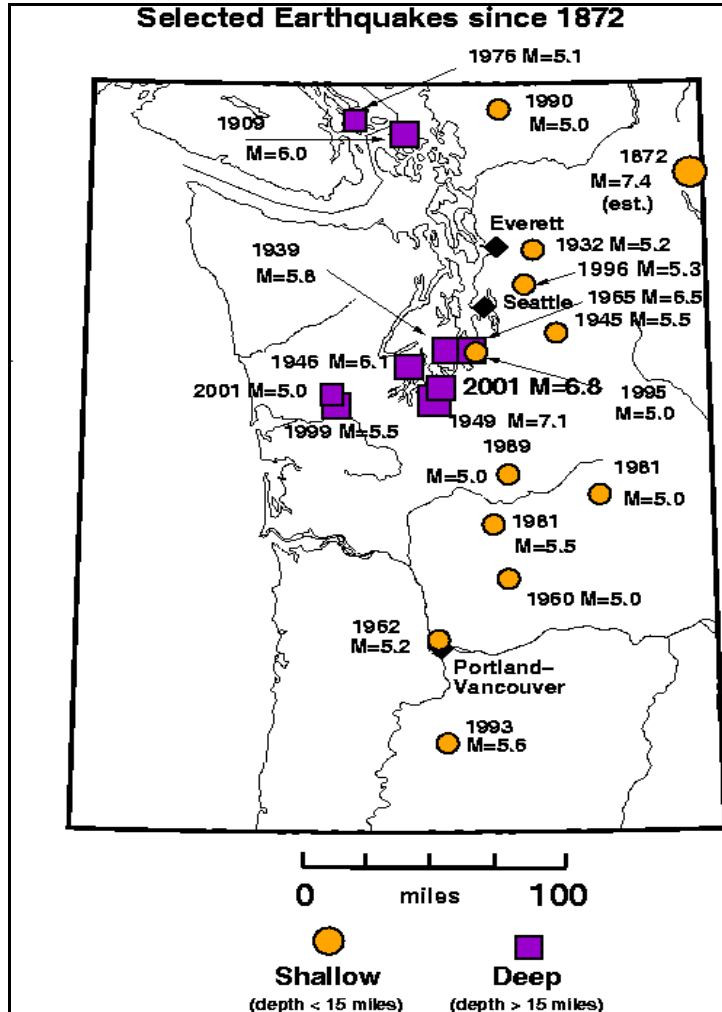 Selected Earthquakes since 1872
1976 M=5.1
1990
M=5.0
1909
M=6.0
1872
M=7.4
(est.)
Everett
1932 M=5.2
1939
M=5.8
1996 M=5.3
Seattle
1965 M=6.5
1945 M=5.5
1946 M=6.1
2001 M=6.8
2001 M=5.0
1995
M=5.0
1999 M=5.5
1949 M=7.1
1989
M=5.0
1981
M=5.0
1981
M=5.5
1960 M=5.0
1962
M=5.2
Portland–
Vancouver
1993
M=5.6
0 miles 100
Shallow
(depth < 15 miles)
Deep
(depth > 15 miles)